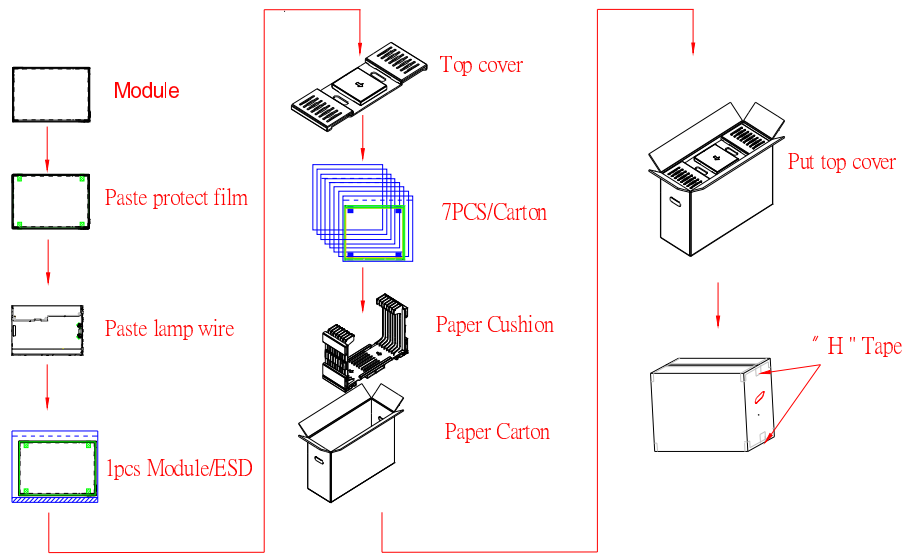 Module
Paste protect film
Paste lamp wire
1pcs Module/ESD
Top cover
7PCS/Carton
Paper Cushion
Paper Carton
Put top cover
" H " Tape